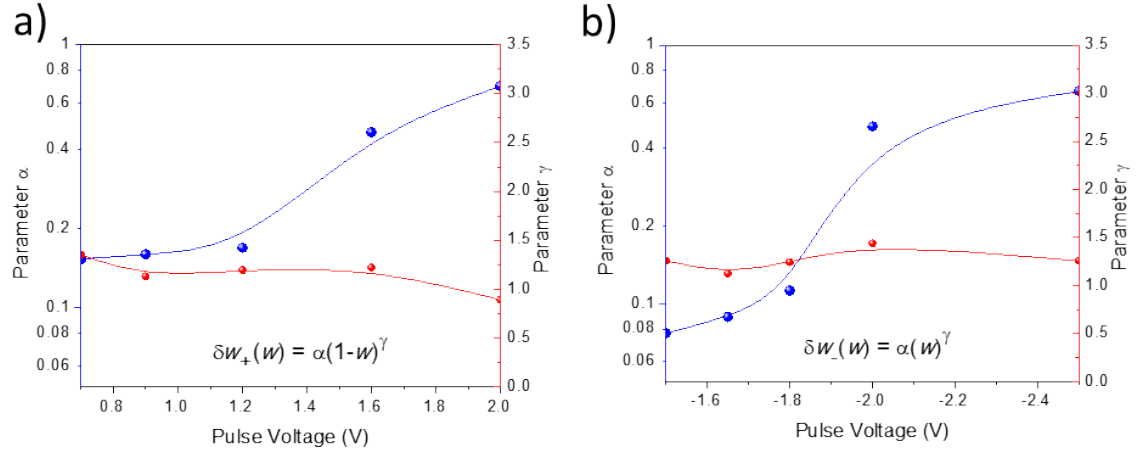 a)
1
0.8
0.6
0.4
0.2
0.1
0.08
0.06
Parameter α
3.5
3.0
2.5
2.0
1.5
1.0
0.5
0.0
Parameter γ
δw₊(w) = α(1-w)^γ
0.8 1.0 1.2 1.4 1.6 1.8 2.0
Pulse Voltage (V)
b)
1
0.8
0.6
0.4
0.2
0.1
0.08
0.06
Parameter α
3.5
3.0
2.5
2.0
1.5
1.0
0.5
0.0
Parameter γ
δw₋(w) = α(w)^γ
-1.6 -1.8 -2.0 -2.2 -2.4
Pulse Voltage (V)